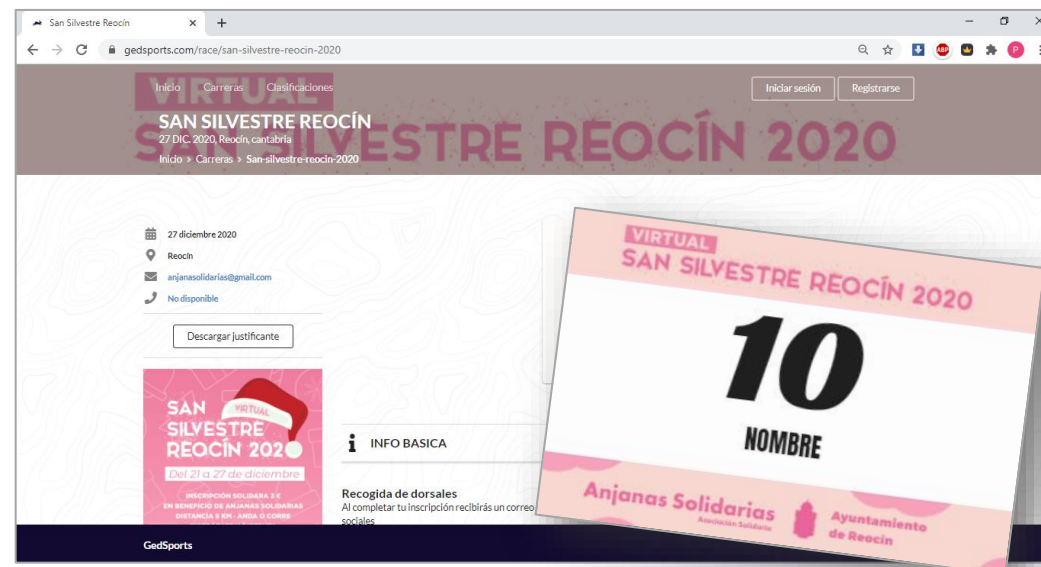 San Silvestre Reocín
gedsports.com/race/san-silvestre-reocin-2020
ABP
P
VIRTUAL
SAN SILVESTRE REOCÍN 2020
Inicio Carreras Clasificaciones
Iniciar sesión Registrarse
SAN SILVESTRE REOCÍN
27 DIC. 2020, Reocín, cantabria
Inicio > Carreras > San-silvestre-reocin-2020
27 diciembre 2020
Reocín
anjanasolidarias@gmail.com
No disponible
Descargar justificante
SAN VIRTUAL
SILVESTRE
REOCÍN 202
Del 21 a 27 de diciembre
INSCRIPCIÓN SOLIDARA 3 €
EN BENEFICIO DE ANJANAS SOLIDARIAS
DISTANCIA 5 KM - ANDA O CORRE
INFO BASICA
Recogida de dorsales
Al completar tu inscripción recibirás un correo
sociales
GedSports
VIRTUAL
SAN SILVESTRE REOCÍN 2020
10
NOMBRE
Anjanas Solidarias
Asociación Solidaria
Ayuntamiento
de Reocín